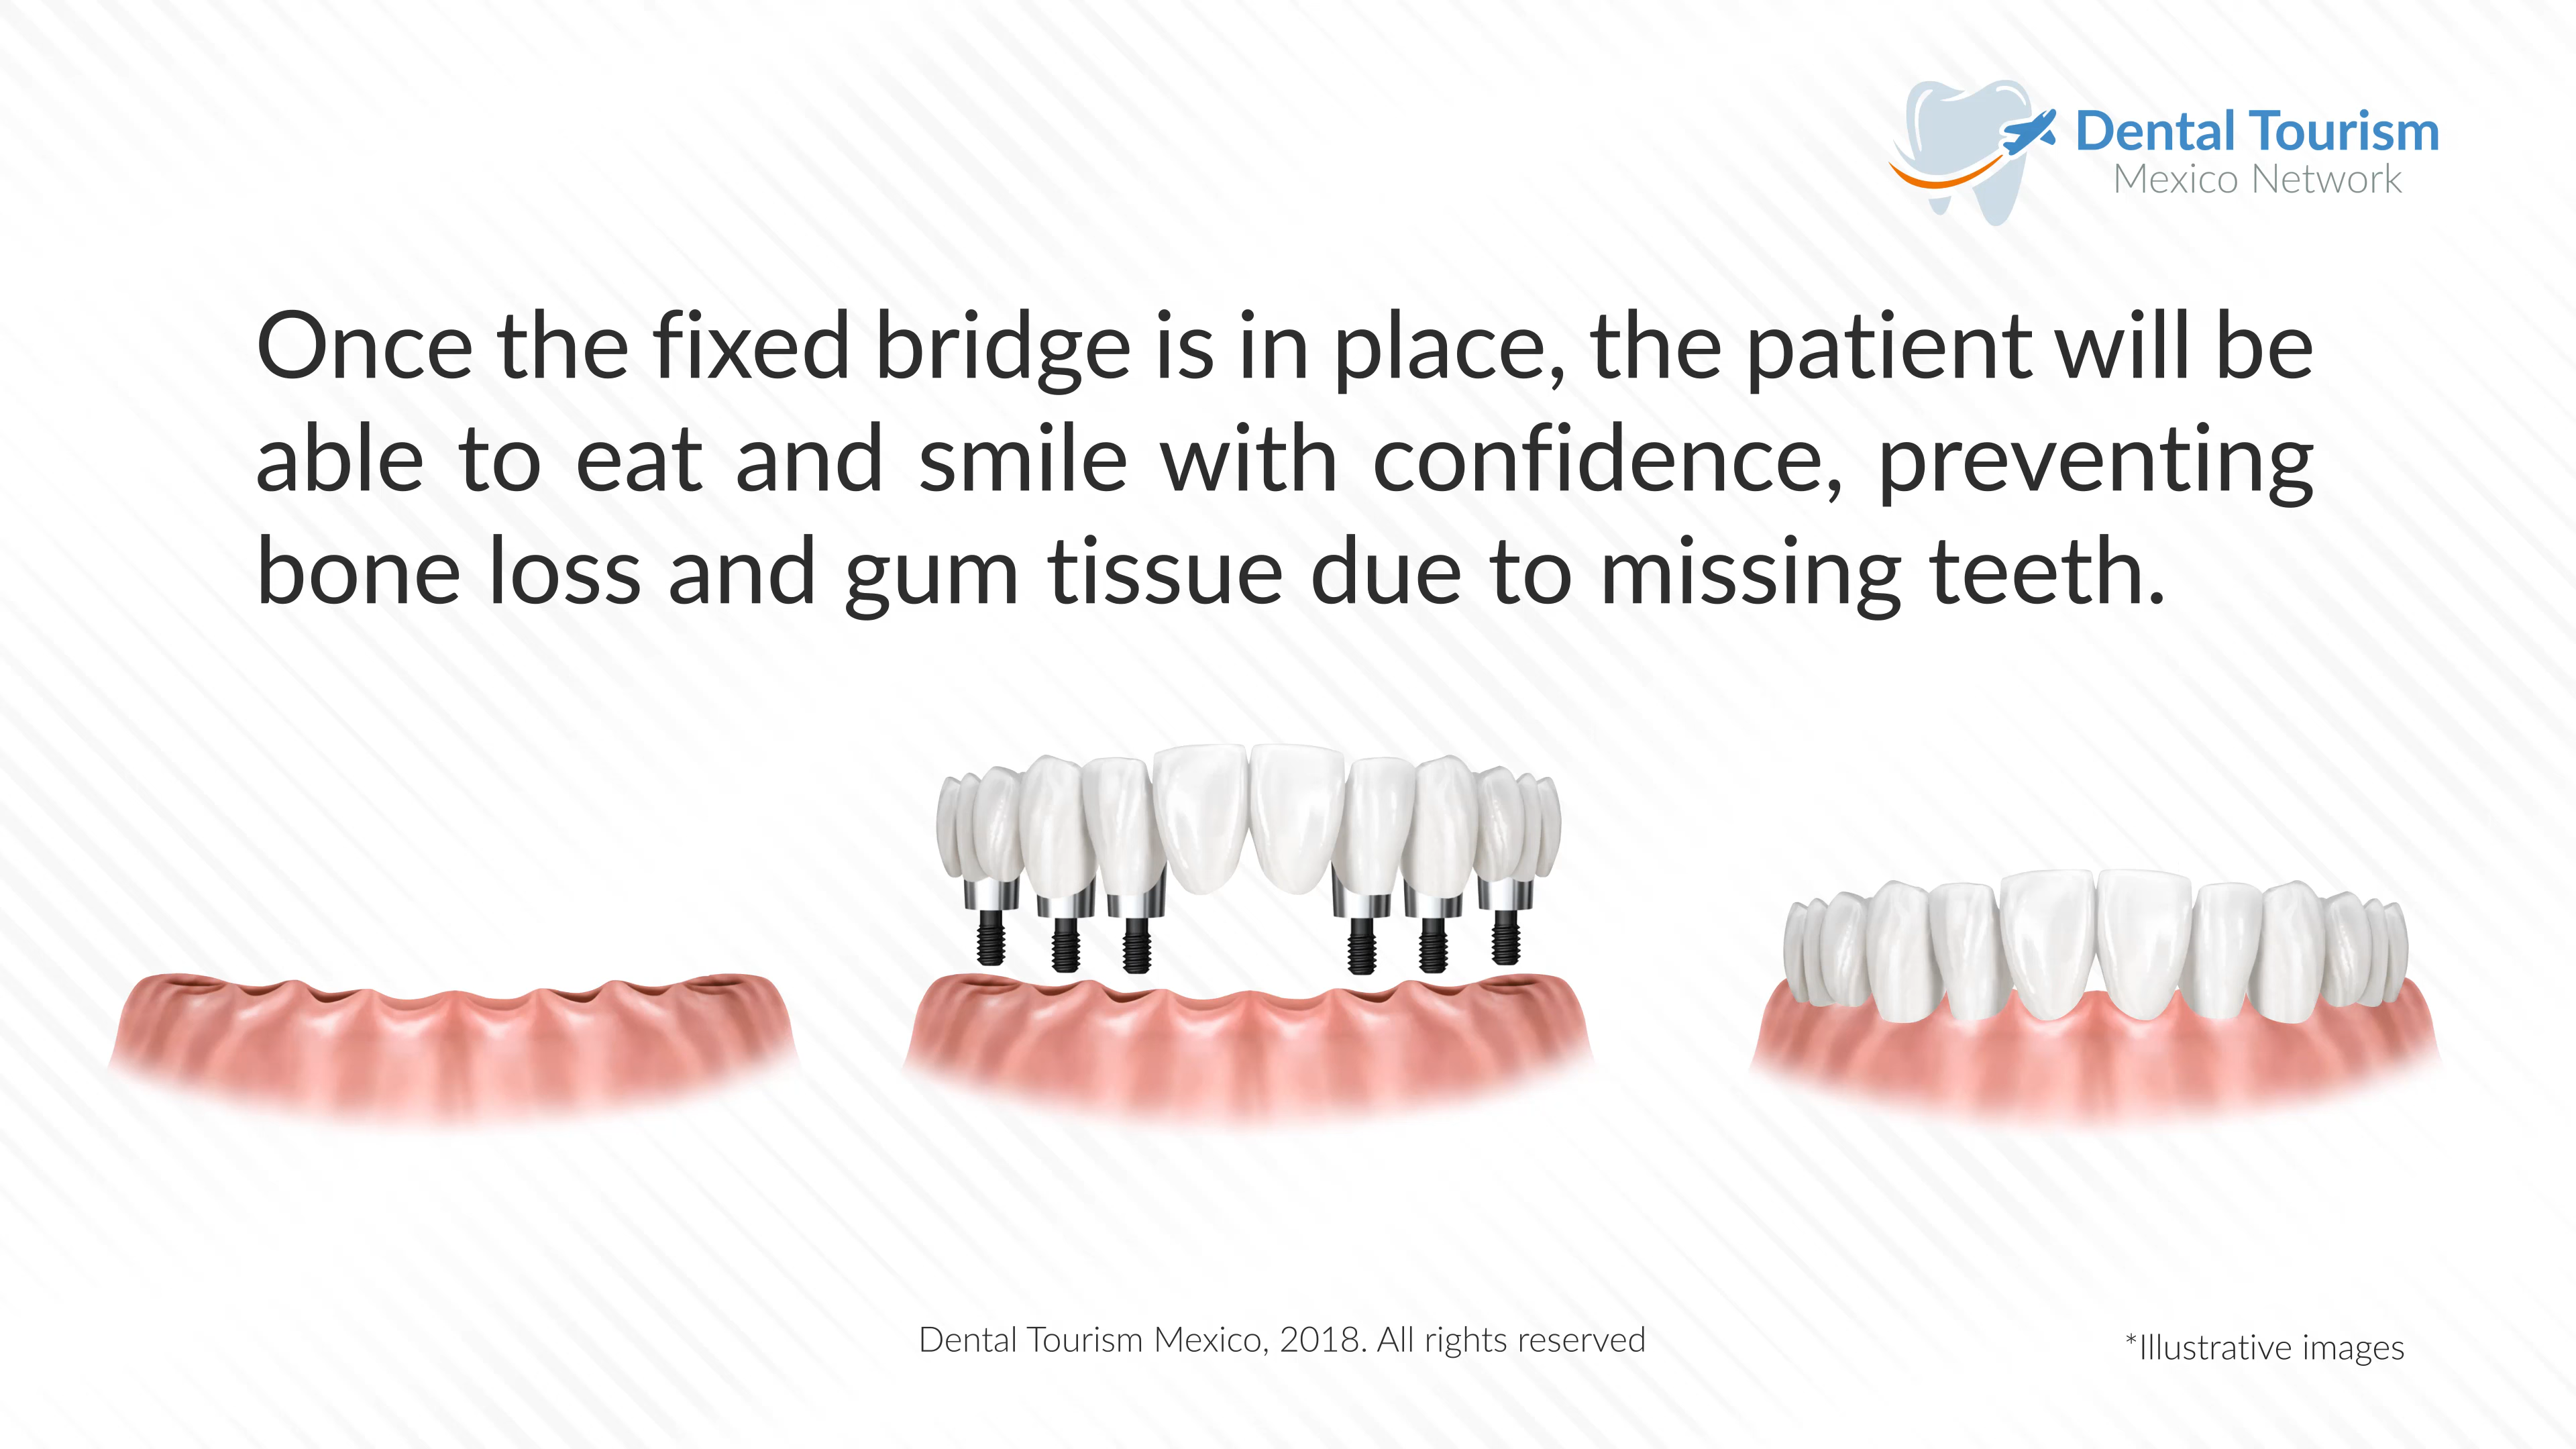 Dental Tourism
Mexico Network
Once the fixed bridge is in place, the patient will be
able to eat and smile with confidence, preventing
bone loss and gum tissue due to missing teeth.
Dental Tourism Mexico, 2018. All rights reserved
*Illustrative images